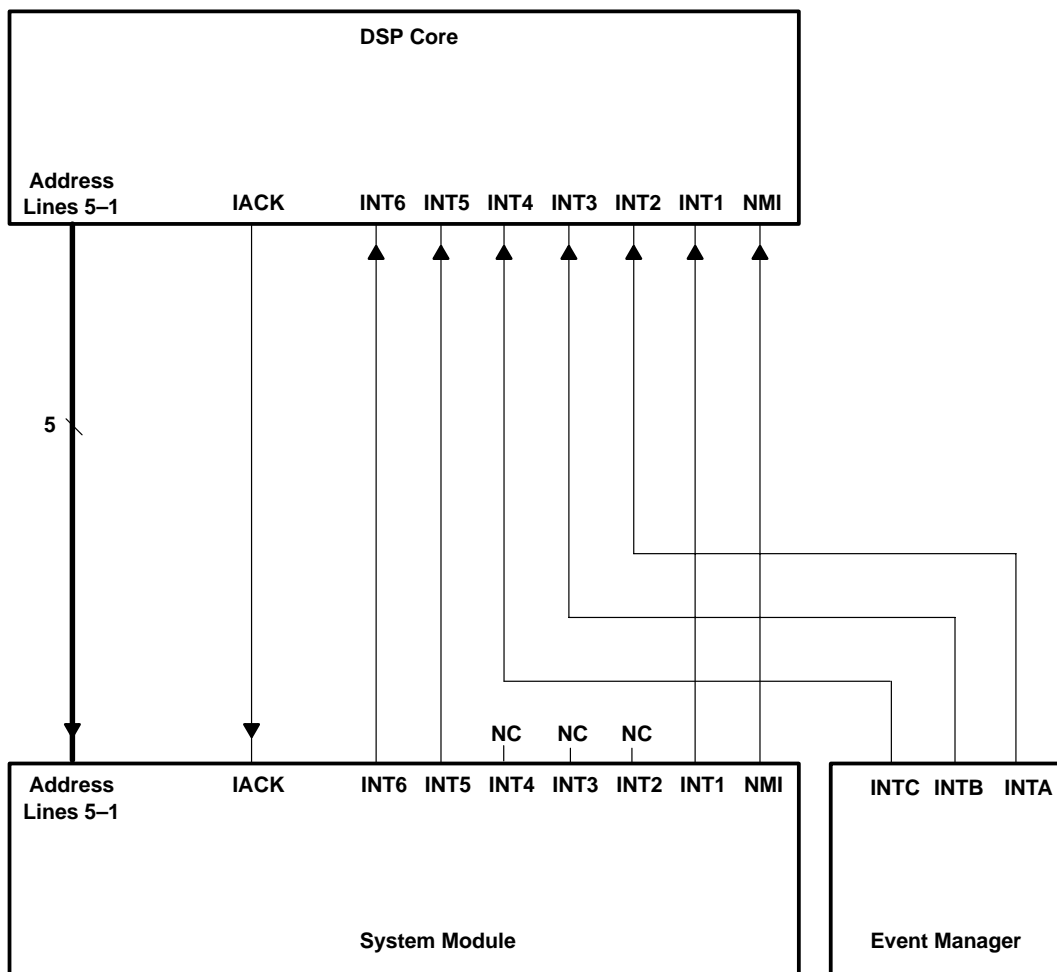 DSP Core
Address
Lines 5–1
IACK
INT6
INT5
INT4
INT3
INT2
INT1
NMI
5
NC
NC
NC
Address
Lines 5–1
IACK
INT6
INT5
INT4
INT3
INT2
INT1
NMI
INTC
INTB
INTA
System Module
Event Manager